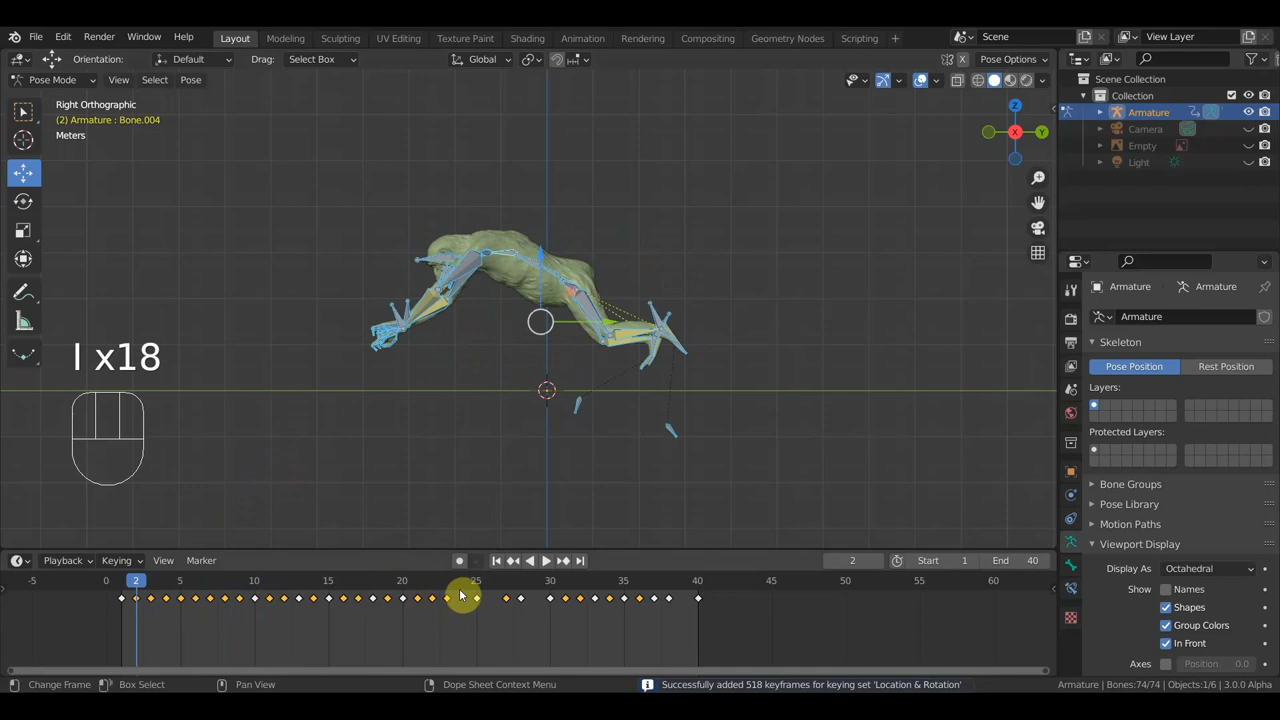 File Edit Render Window Help Layout Modeling Sculpting UV Editing Texture Paint Shading Animation Rendering Compositing Geometry Nodes Scripting + Scene View Layer
Orientation: Default Drag: Select Box Global X Pose Options
Pose Mode View Select Pose
Scene Collection
Collection
Armature
Camera
Empty
Light
Right Orthographic
(2) Armature : Bone.004
Meters
X
Y
Z
I x18
Armature Armature
Armature
Skeleton
Pose Position Rest Position
Layers:
Protected Layers:
Bone Groups
Pose Library
Motion Paths
Viewport Display
Display As Octahedral
Show Names
Shapes
Group Colors
In Front
Axes Position 0.0
Playback Keying View Marker 2 Start 1 End 40
-5 0 2 5 10 15 20 25 30 35 40 45 50 55 60
Change Frame Box Select Pan View Dope Sheet Context Menu Successfully added 518 keyframes for keying set 'Location & Rotation' Armature | Bones:74/74 | Objects:1/6 | 3.0.0 Alpha